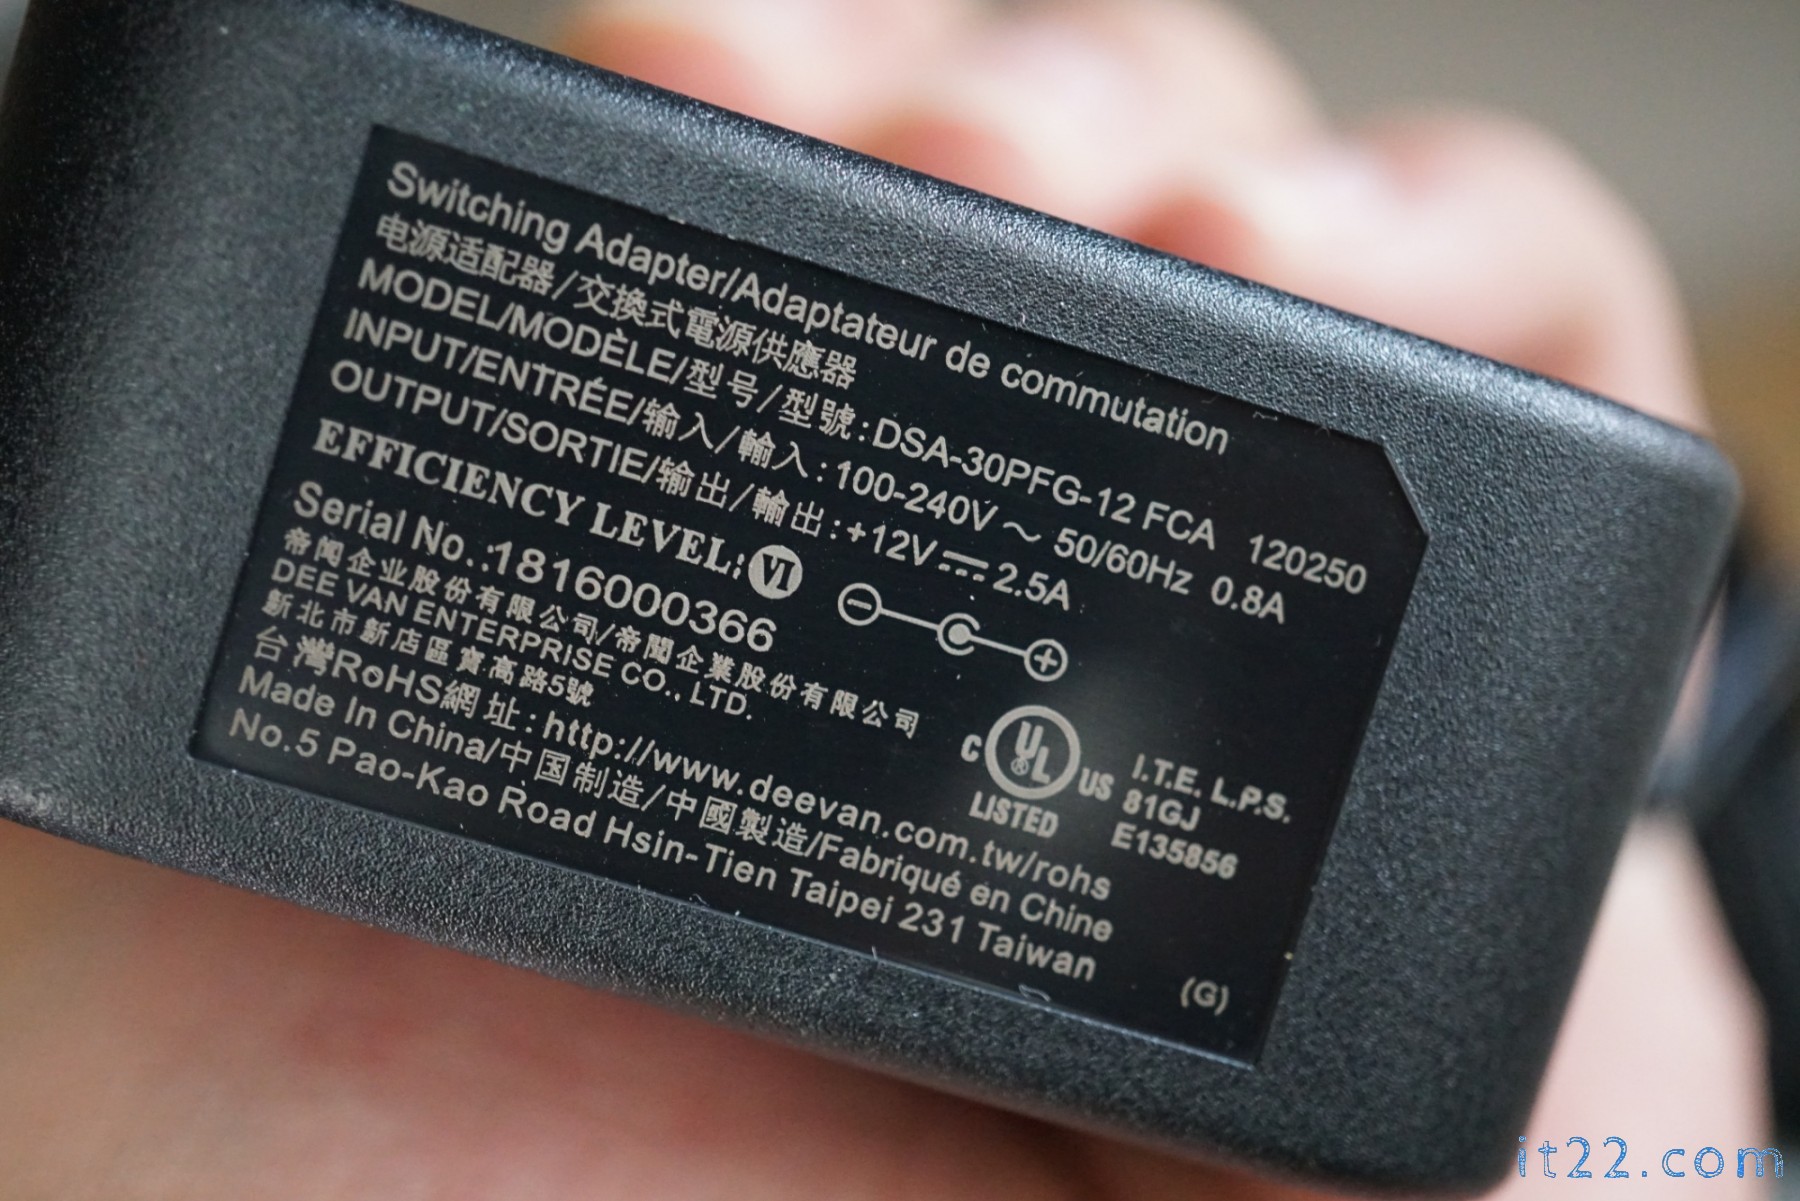 Switching Adapter/Adaptateur de commutation
电源适配器/交換式電源供應器
MODEL/MODÈLE/型号/型號:DSA-30PFG-12 FCA 120250
INPUT/ENTRÉE/输入/輸入:100-240V ~ 50/60Hz 0.8A
OUTPUT/SORTIE/输出/輸出:+12V⎓2.5A
EFFICIENCY LEVEL: VI
Serial No.:1816000366
帝闻企业股份有限公司/帝聞企業股份有限公司
DEE VAN ENTERPRISE CO., LTD.
新北市新店區寶高路5號
台灣RoHS網址:http://www.deevan.com.tw/rohs
Made In China/中国制造/中國製造/Fabriqué en Chine
No.5 Pao-Kao Road Hsin-Tien Taipei 231 Taiwan
− +
C UL ® US
LISTED
I.T.E. L.P.S.
81GJ
E135856
(G)
it22.com